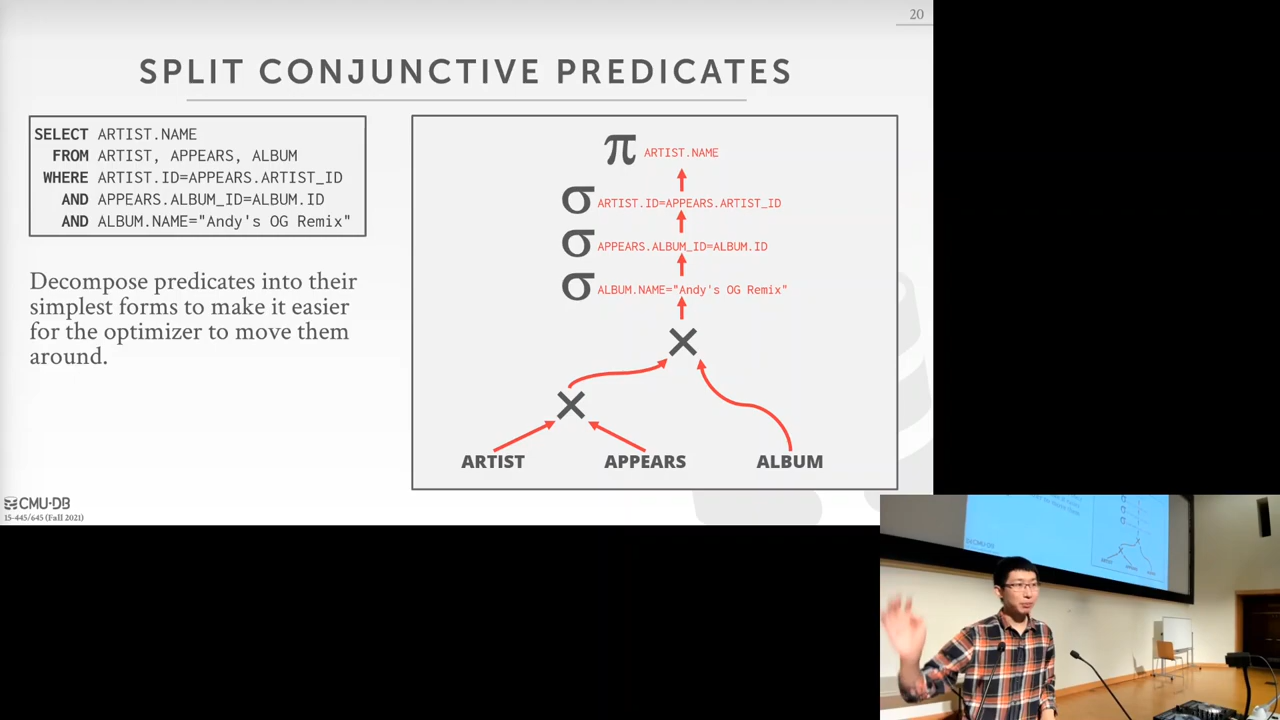 20
SPLIT CONJUNCTIVE PREDICATES
SELECT ARTIST.NAME
FROM ARTIST, APPEARS, ALBUM
WHERE ARTIST.ID=APPEARS.ARTIST_ID
AND APPEARS.ALBUM_ID=ALBUM.ID
AND ALBUM.NAME="Andy's OG Remix"
Decompose predicates into their
simplest forms to make it easier
for the optimizer to move them
around.
π ARTIST.NAME
σ ARTIST.ID=APPEARS.ARTIST_ID
σ APPEARS.ALBUM_ID=ALBUM.ID
σ ALBUM.NAME="Andy's OG Remix"
×
×
ARTIST APPEARS ALBUM
CMU·DB
15-445/645 (Fall 2021)